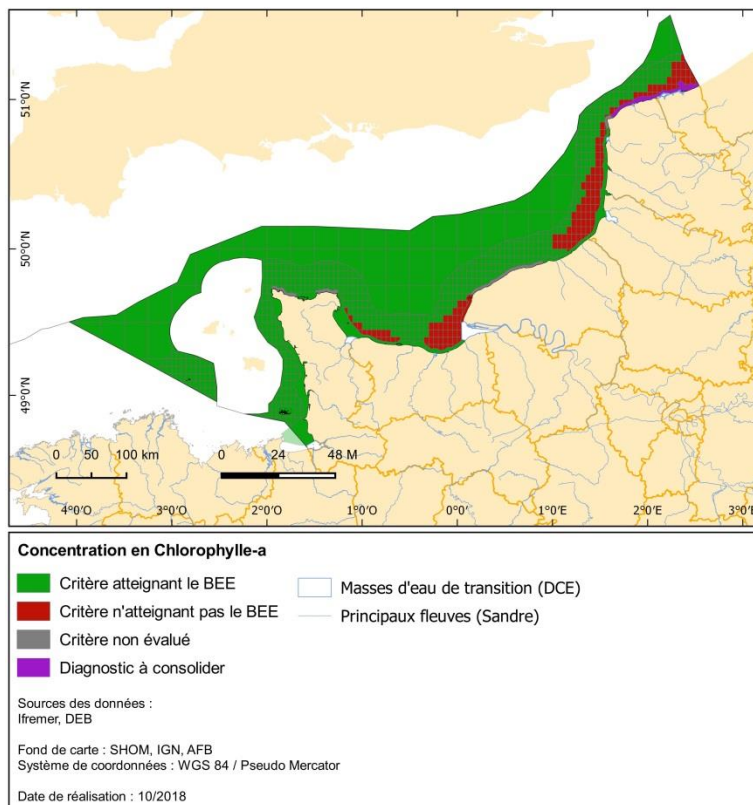 51°0'N
50°0'N
49°0'N
0 50 100 km
0 24 48 M
4°0'O 3°0'O 2°0'O 1°0'O 0°0' 1°0'E 2°0'E 3°0'E
Concentration en Chlorophylle-a
Critère atteignant le BEE
Critère n'atteignant pas le BEE
Critère non évalué
Diagnostic à consolider
Masses d'eau de transition (DCE)
Principaux fleuves (Sandre)
Sources des données :
Ifremer, DEB
Fond de carte : SHOM, IGN, AFB
Système de coordonnées : WGS 84 / Pseudo Mercator
Date de réalisation : 10/2018